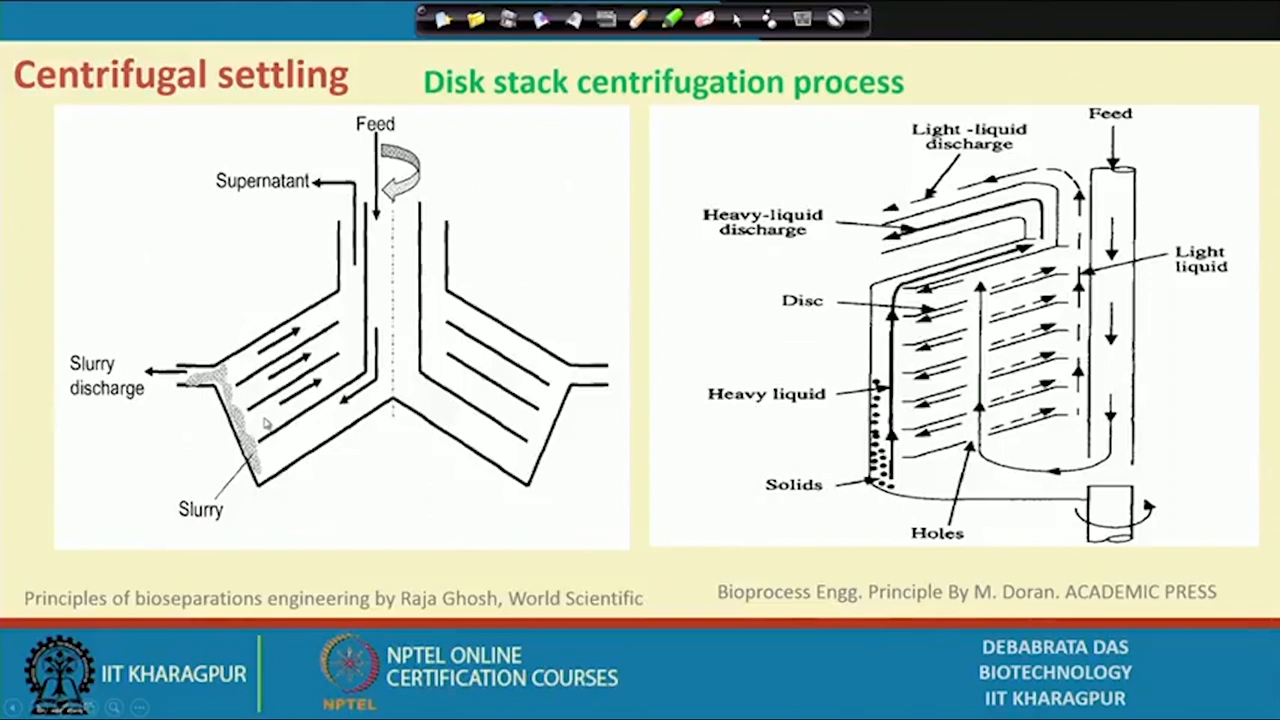 Centrifugal settling
Disk stack centrifugation process
Feed
Supernatant
Slurry
discharge
Slurry
Feed
Light -liquid
discharge
Heavy-liquid
discharge
Light
liquid
Disc
Heavy liquid
Solids
Holes
Principles of bioseparations engineering by Raja Ghosh, World Scientific
Bioprocess Engg. Principle By M. Doran. ACADEMIC PRESS
IIT KHARAGPUR
NPTEL
NPTEL ONLINE
CERTIFICATION COURSES
DEBABRATA DAS
BIOTECHNOLOGY
IIT KHARAGPUR